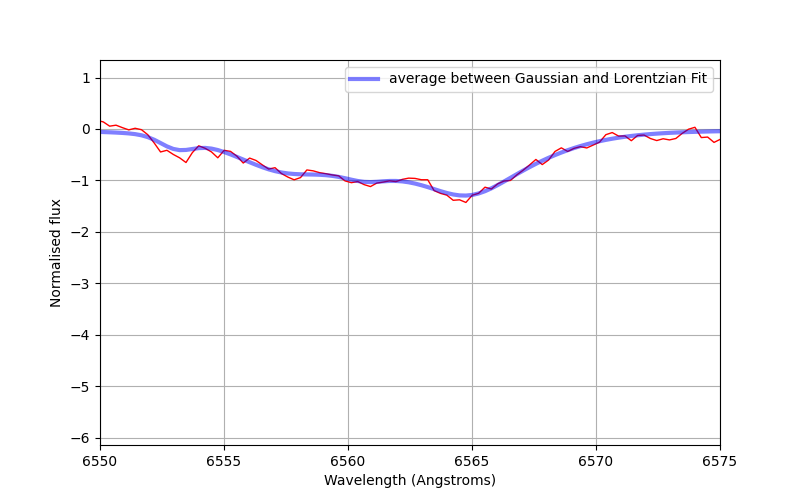 average between Gaussian and Lorentzian Fit
1
0
−1
−2
−3
−4
−5
−6
Normalised flux
6550 6555 6560 6565 6570 6575
Wavelength (Angstroms)